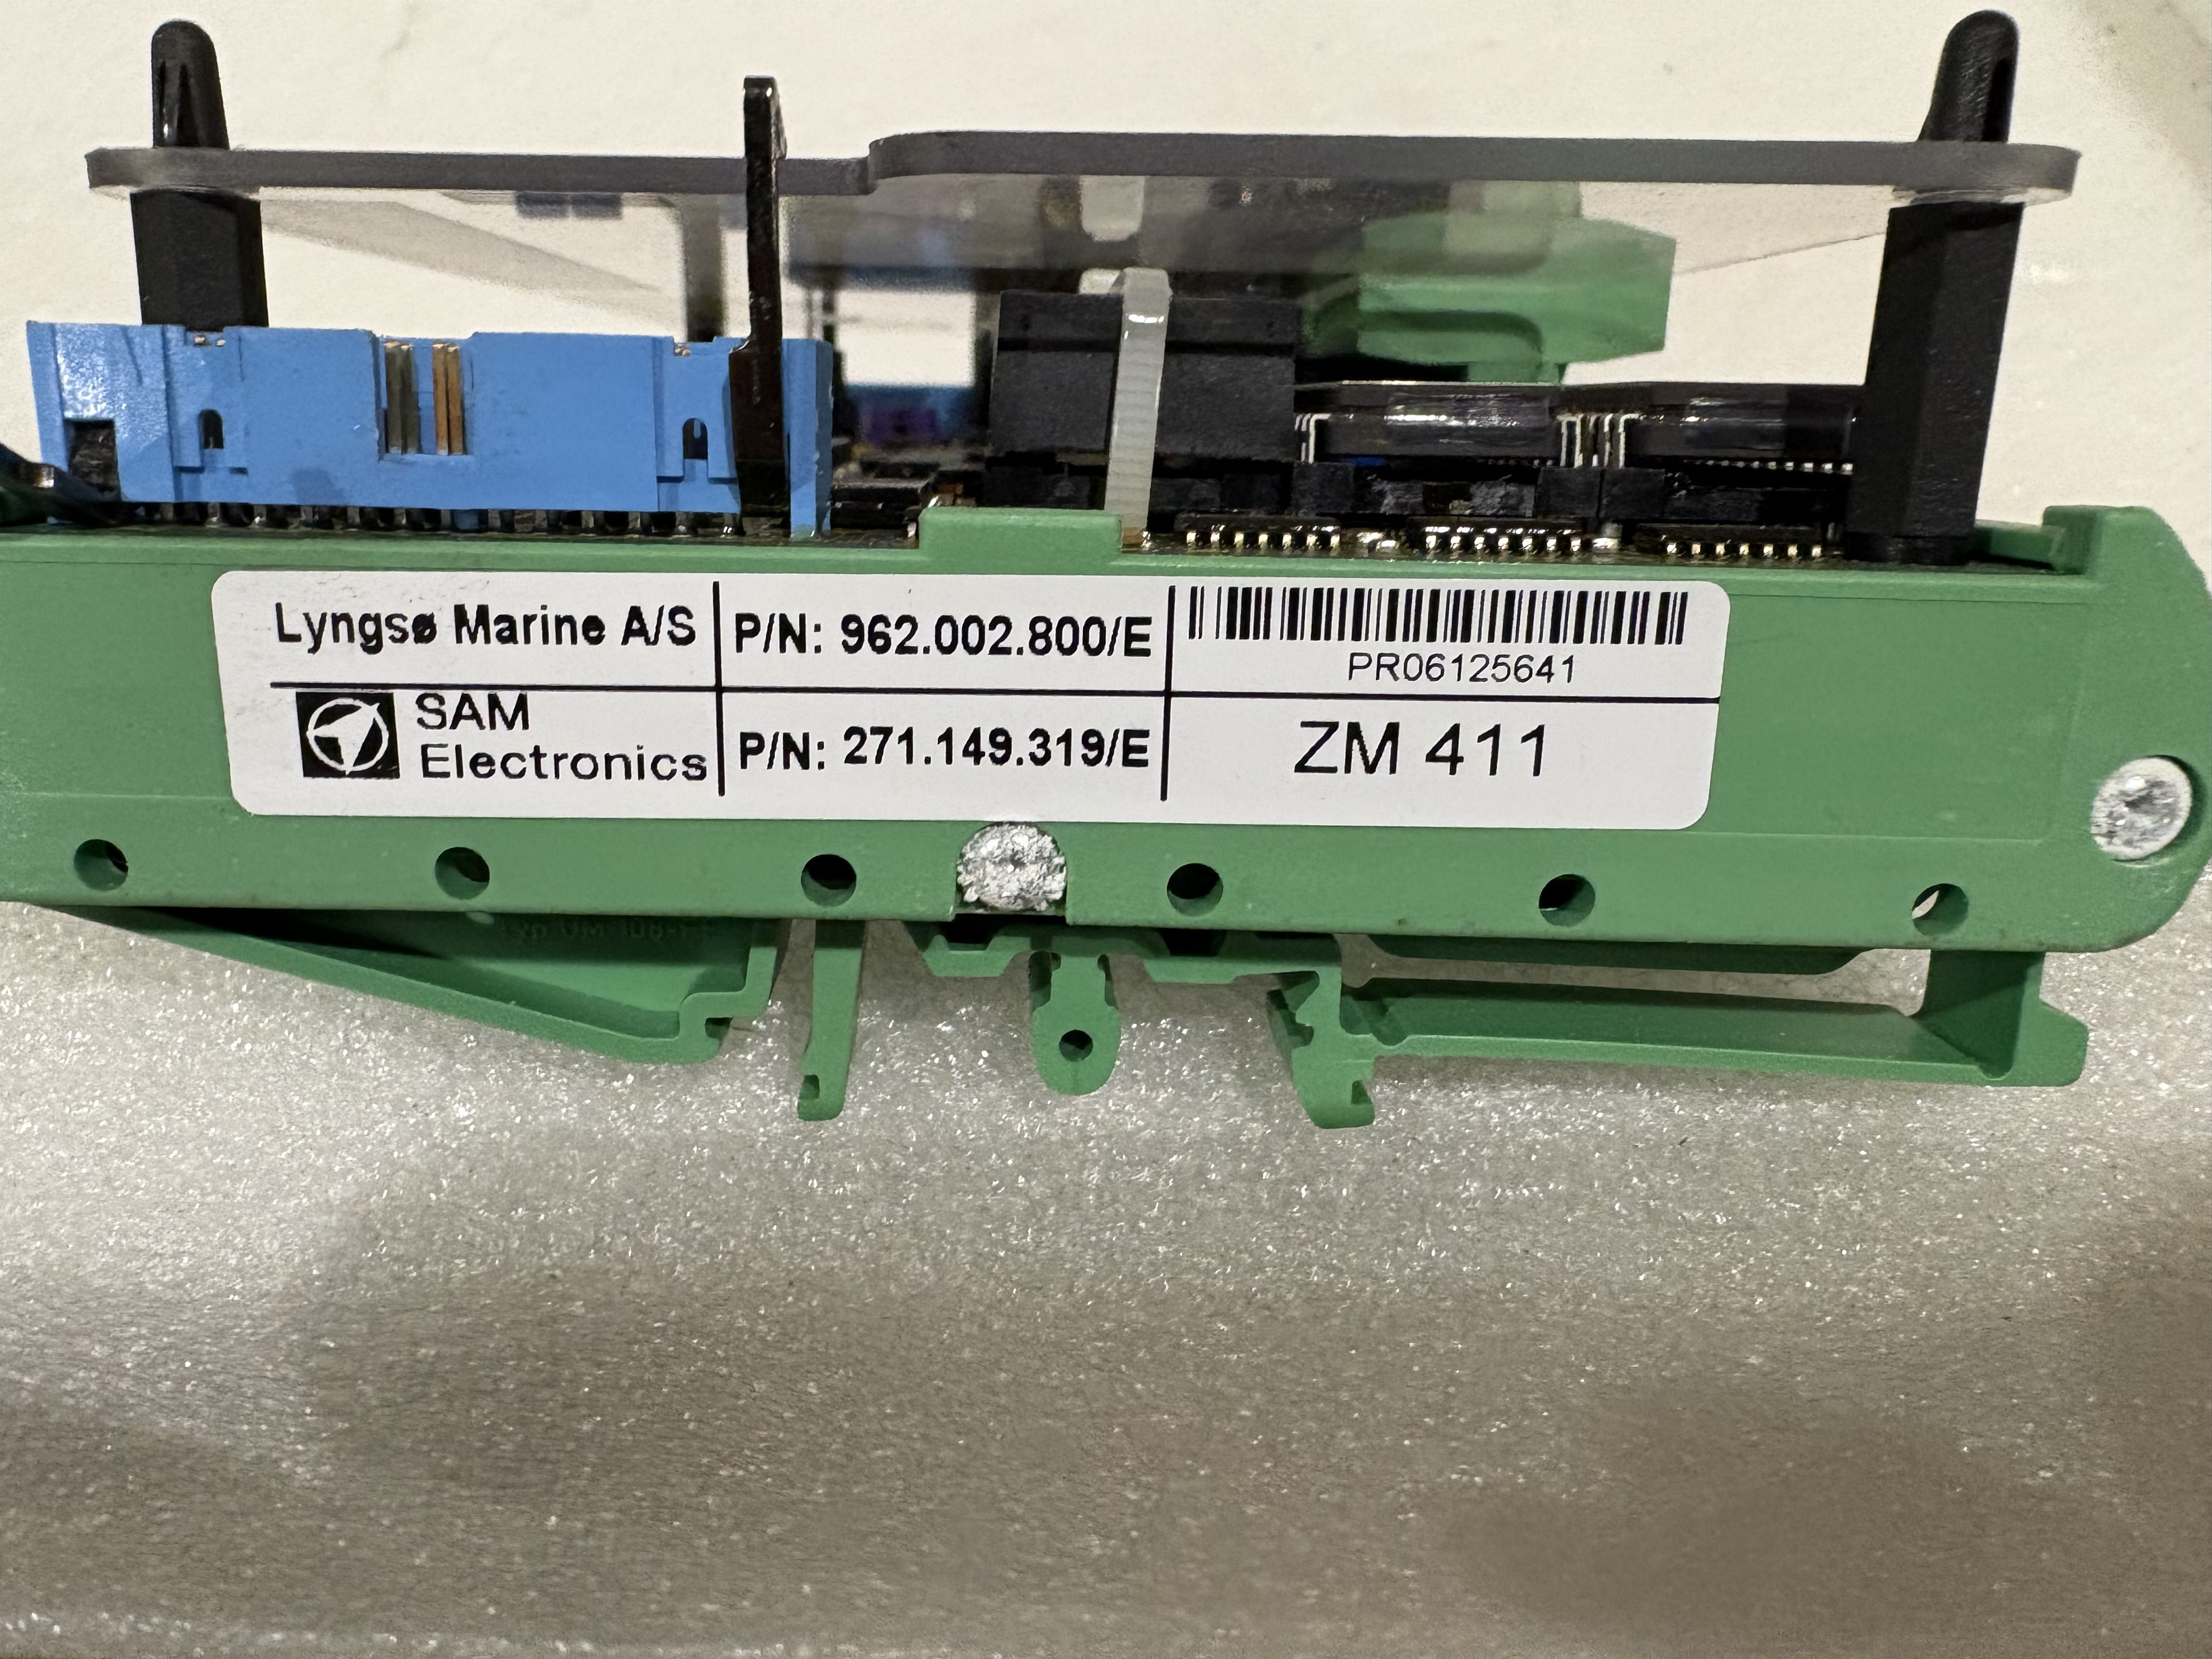 Lyngsø Marine A/S
P/N: 962.002.800/E
PR06125641
SAM
Electronics
P/N: 271.149.319/E
ZM 411